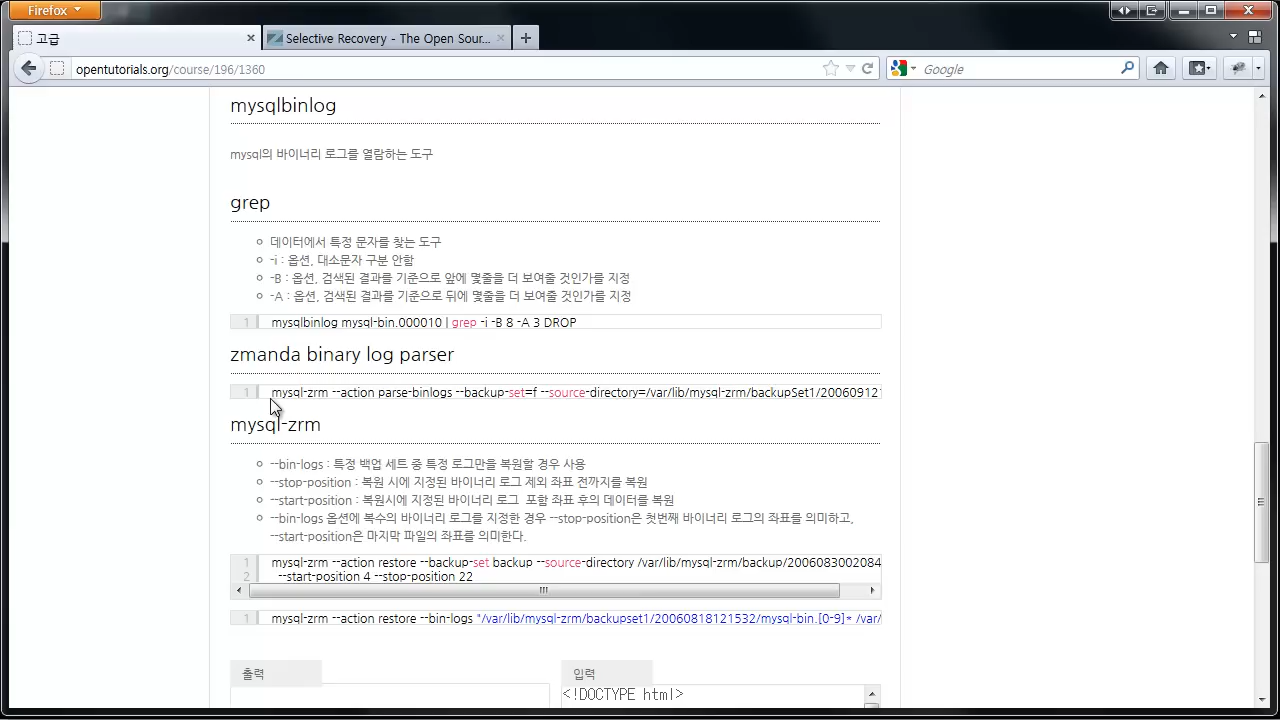 Firefox
고급
Selective Recovery - The Open Sour...
opentutorials.org/course/196/1360
Google
mysqlbinlog
mysql의 바이너리 로그를 열람하는 도구
grep
데이터에서 특정 문자를 찾는 도구
-i : 옵션, 대소문자 구분 안함
-B : 옵션, 검색된 결과를 기준으로 앞에 몇줄을 더 보여줄 것인가를 지정
-A : 옵션, 검색된 결과를 기준으로 뒤에 몇줄을 더 보여줄 것인가를 지정
1 mysqlbinlog mysql-bin.000010 | grep -i -B 8 -A 3 DROP
zmanda binary log parser
1 mysql-zrm --action parse-binlogs --backup-set=f --source-directory=/var/lib/mysql-zrm/backupSet1/200609121
mysql-zrm
--bin-logs : 특정 백업 세트 중 특정 로그만을 복원할 경우 사용
--stop-position : 복원 시에 지정된 바이너리 로그 제외 좌표 전까지를 복원
--start-position : 복원시에 지정된 바이너리 로그 포함 좌표 후의 데이터를 복원
--bin-logs 옵션에 복수의 바이너리 로그를 지정한 경우 --stop-position은 첫번째 바이너리 로그의 좌표를 의미하고,
--start-position은 마지막 파일의 좌표를 의미한다.
1 mysql-zrm --action restore --backup-set backup --source-directory /var/lib/mysql-zrm/backup/2006083002084
2 --start-position 4 --stop-position 22
1 mysql-zrm --action restore --bin-logs "/var/lib/mysql-zrm/backupset1/20060818121532/mysql-bin.[0-9]* /var/
출력
입력
<!DOCTYPE html>